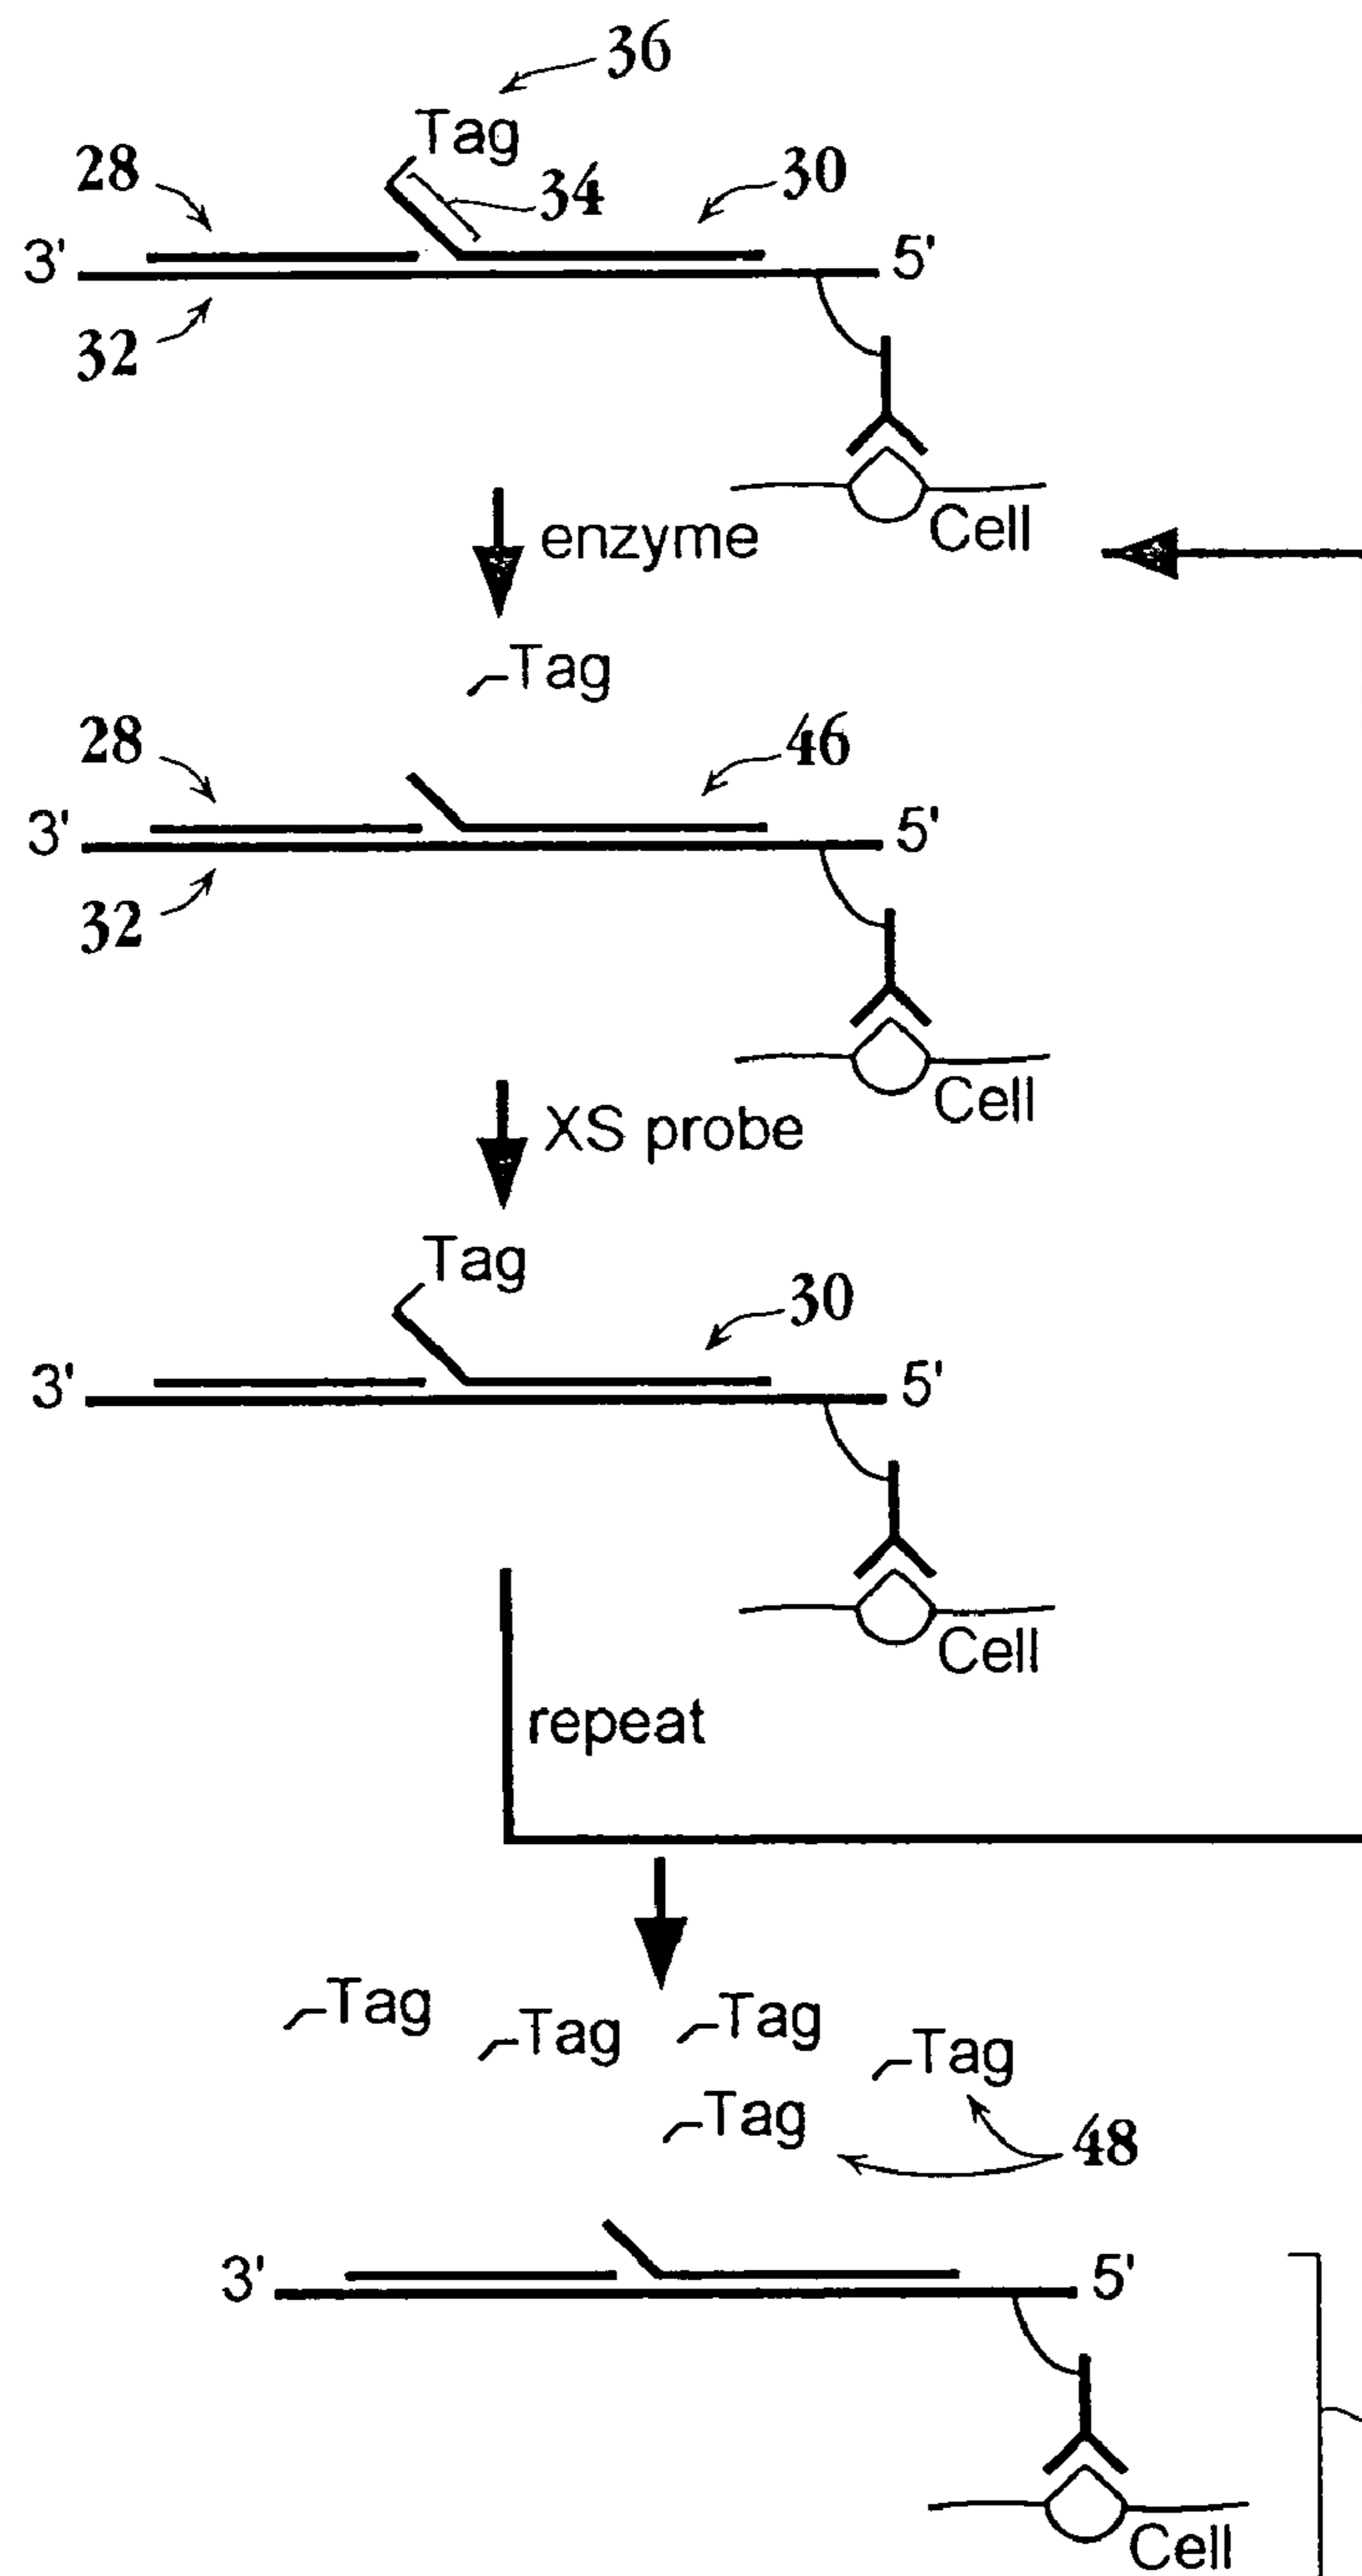 36
Tag
28
34
30
3'
5'
32
Cell
enzyme
Tag
28
46
3'
5'
32
Cell
XS probe
Tag
30
3'
5'
Cell
repeat
Tag
Tag
Tag
Tag
Tag
48
3'
5'
Cell